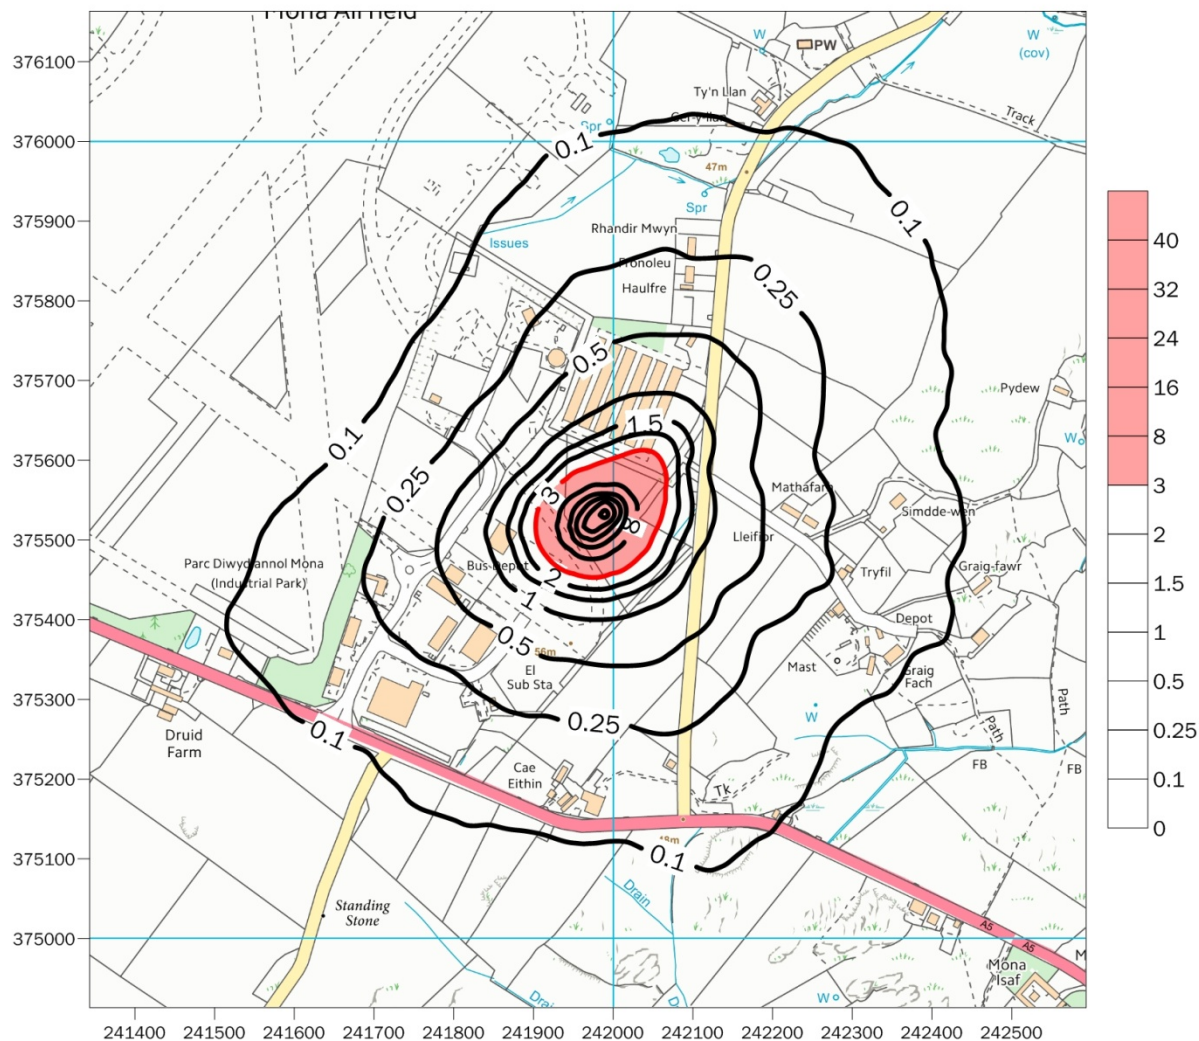 Mona Airfield
376100
376000
375900
375800
375700
375600
375500
375400
375300
375200
375100
375000
W
PW
W
(cov)
Ty'n Llan
Track
Spr
0.1
47m
Spr
0.1
Issues
Rhandir Mwyn
Fronoleu
Haulfre
0.25
0.5
Pydew
1.5
W
0.1
0.25
3
Mathafarn
8
Simdde-wen
Lleifior
Parc Diwydiannol Mona
(Industrial Park)
Bus Depot
2
Tryfil
Graig-fawr
1
Depot
0.5
56m
El
Sub Sta
Mast
Graig
Fach
Path
0.25
W
Path
0.1
Druid
Farm
FB
FB
Cae
Eithin
Tk
0.1
Drain
Standing
Stone
A5
A5
Mona
Isaf
M
W
241400
241500
241600
241700
241800
241900
242000
242100
242200
242300
242400
242500
40
32
24
16
8
3
2
1.5
1
0.5
0.25
0.1
0